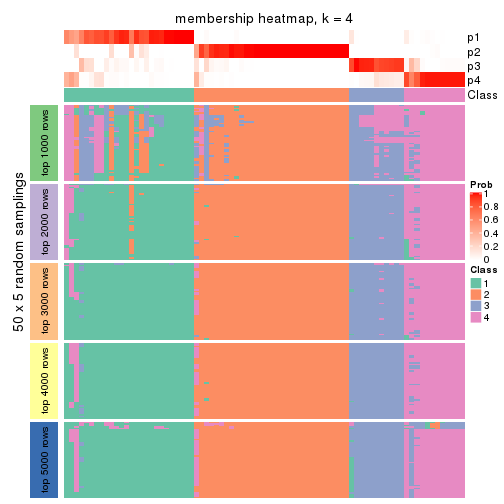 membership heatmap, k = 4
p1
p2
p3
p4
Class
50 x 5 random samplings
top 1000 rows
top 2000 rows
top 3000 rows
top 4000 rows
top 5000 rows
Prob
1
0.8
0.6
0.4
0.2
0
Class
1
2
3
4